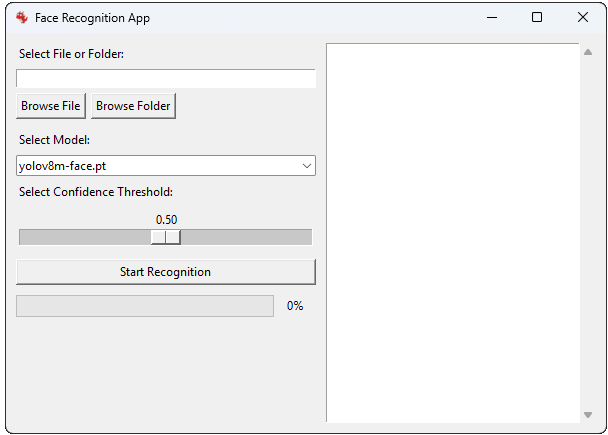 Face Recognition App
Select File or Folder:
Browse File Browse Folder
Select Model:
yolov8m-face.pt
Select Confidence Threshold:
0.50
Start Recognition
0%